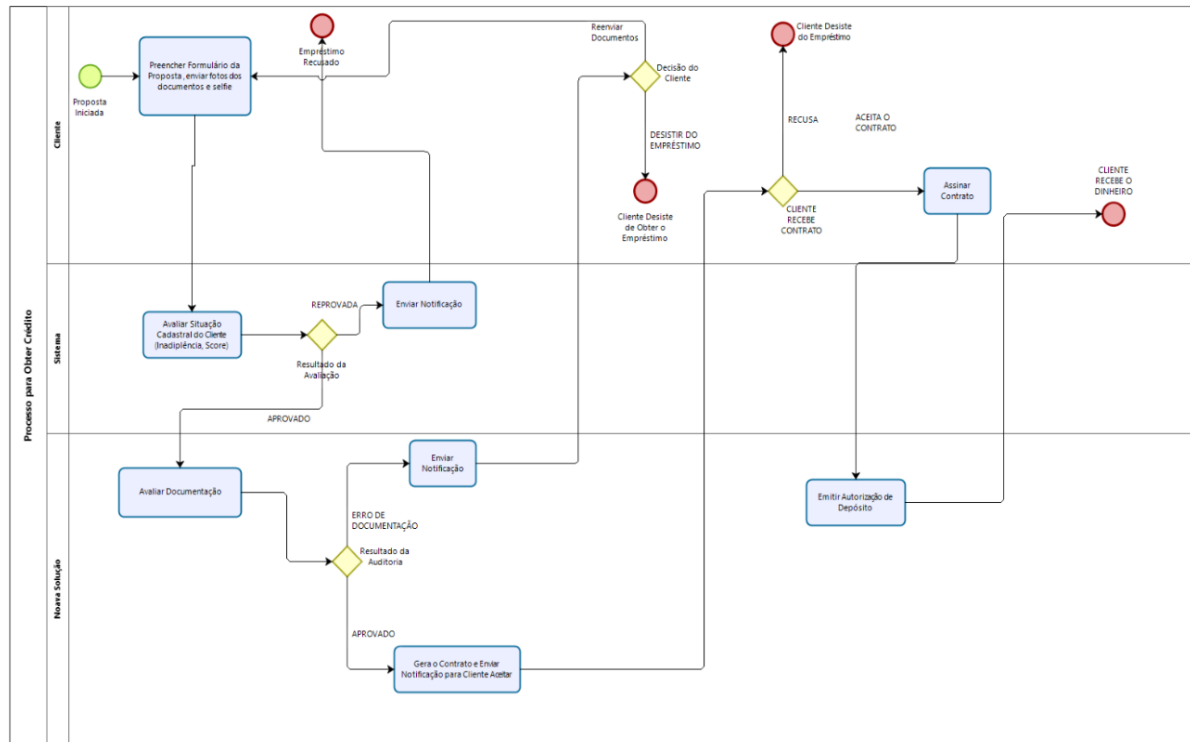 Processo para Obter Crédito
Cliente
Proposta
Iniciada
Preencher Formulário da
Proposta, enviar fotos dos
documentos e selfie
Empréstimo
Recusado
Reenviar
Documentos
Decisão do
Cliente
DESISTIR DO
EMPRÉSTIMO
Cliente Desiste
de Obter o
Empréstimo
Cliente Desiste
do Empréstimo
RECUSA
ACEITA O
CONTRATO
CLIENTE
RECEBE
CONTRATO
Assinar
Contrato
CLIENTE
RECEBE O
DINHEIRO
Sistema
Avaliar Situação
Cadastral do Cliente
(Inadiplência, Score)
REPROVADA
Resultado da
Avaliação
Enviar Notificação
APROVADO
Noava Solução
Avaliar Documentação
Enviar
Notificação
ERRO DE
DOCUMENTAÇÃO
Resultado da
Auditoria
APROVADO
Gera o Contrato e Enviar
Notificação para Cliente Aceitar
Emitir Autorização de
Depósito